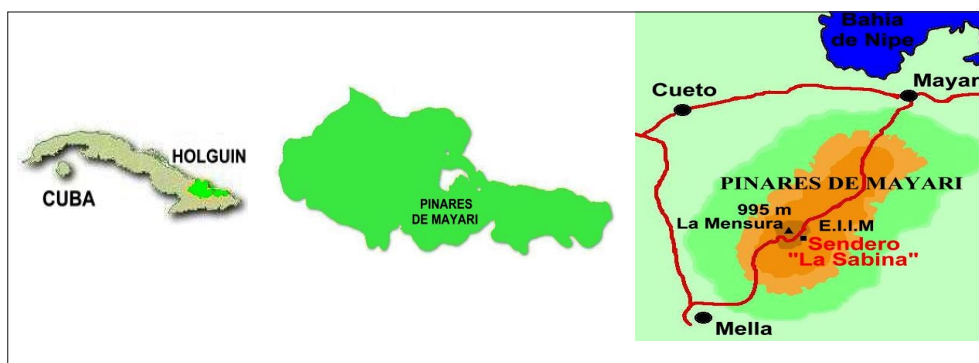 HOLGUIN
CUBA
PINARES
DE MAYARI
Bahia
de Nipe
Cueto
Mayar
PINARES DE MAYARI
995 m
La Mensura
E.I.I.M
Sendero
"La Sabina"
Mella